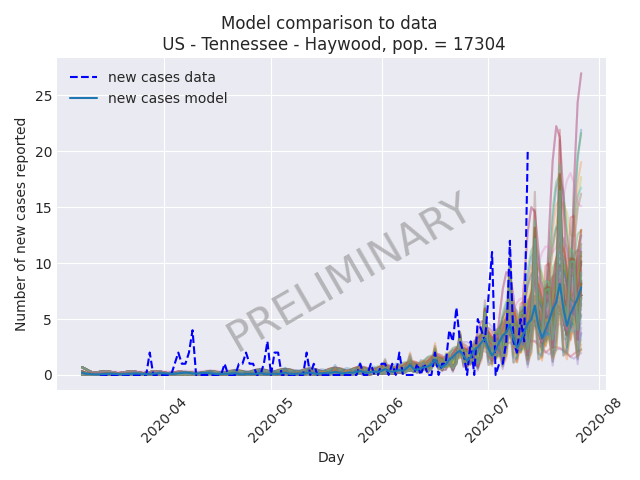 Model comparison to data
US - Tennessee - Haywood, pop. = 17304
new cases data
new cases model
Number of new cases reported
25
20
15
10
5
0
PRELIMINARY
2020-04
2020-05
2020-06
2020-07
2020-08
Day